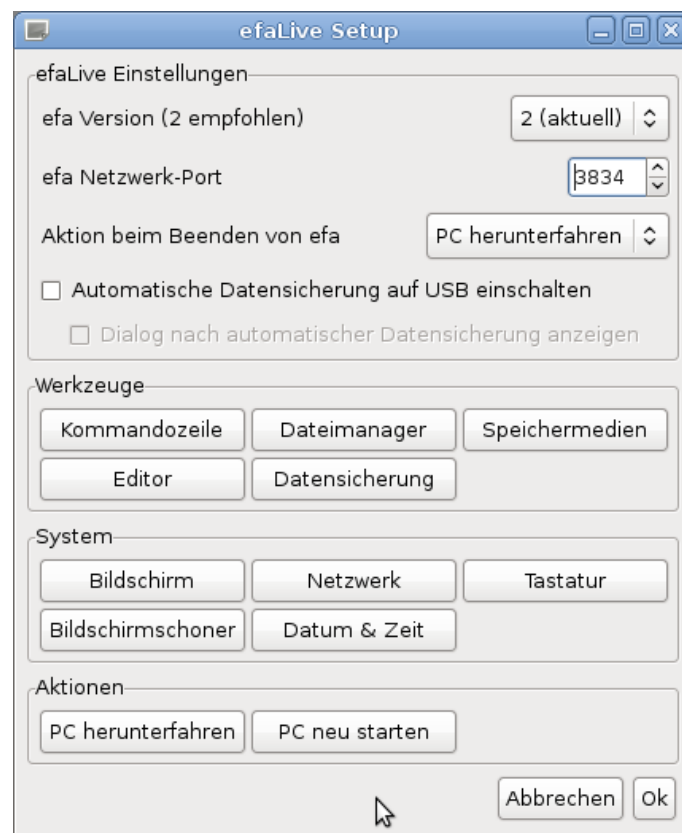 efaLive Setup
efaLive Einstellungen
efa Version (2 empfohlen) 2 (aktuell)
efa Netzwerk-Port 3834
Aktion beim Beenden von efa PC herunterfahren
Automatische Datensicherung auf USB einschalten
Dialog nach automatischer Datensicherung anzeigen
Werkzeuge
Kommandozeile Dateimanager Speichermedien
Editor Datensicherung
System
Bildschirm Netzwerk Tastatur
Bildschirmschoner Datum & Zeit
Aktionen
PC herunterfahren PC neu starten
Abbrechen Ok